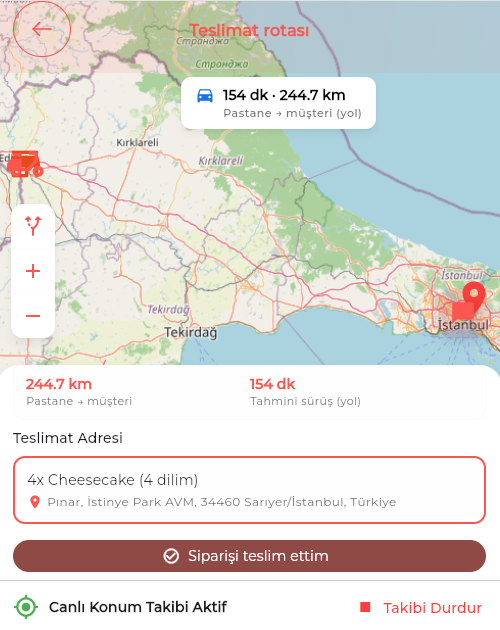 Teslimat rotası
Странджа
Странджа
154 dk · 244.7 km
Pastane → müşteri (yol)
Kırklareli
Kırklareli
Tekirdağ
Tekirdağ
İstanbul
İstanbul
244.7 km
Pastane → müşteri
154 dk
Tahmini sürüş (yol)
Teslimat Adresi
4x Cheesecake (4 dilim)
Pınar, İstinye Park AVM, 34460 Sarıyer/İstanbul, Türkiye
Siparişi teslim ettim
Canlı Konum Takibi Aktif
Takibi Durdur